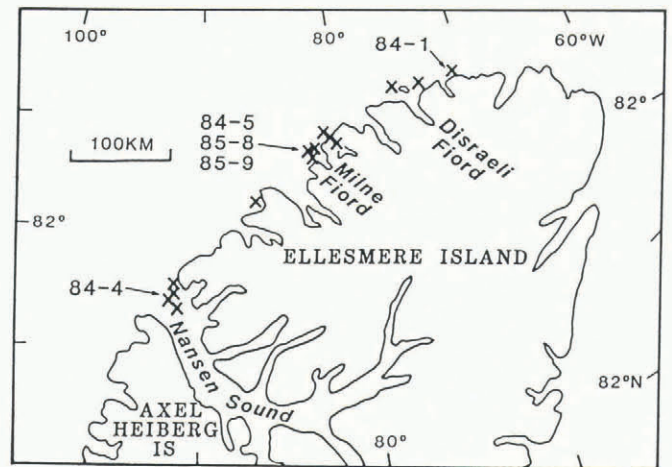 100°
80°
60°W
84-1
82°
100KM
84-5
85-8
85-9
Disraeli
Fiord
Milne
Fiord
82°
ELLESMERE ISLAND
84-4
Nansen Sound
82°N
AXEL
HEIBERG
IS
80°